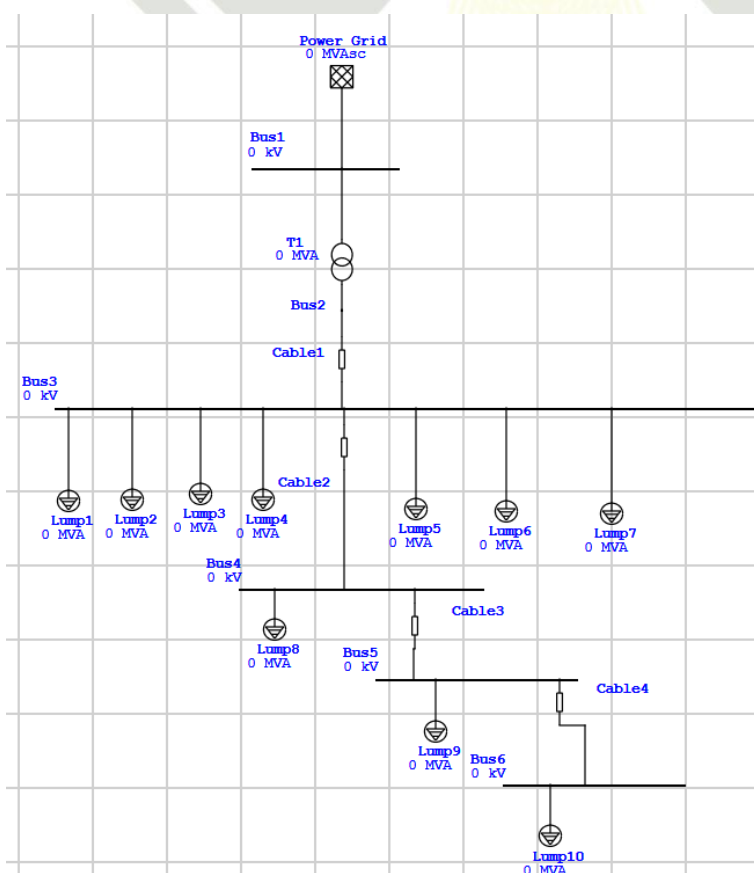 Power Grid
0 MVAsc
Bus1
0 kV
T1
0 MVA
Bus2
Cable1
Bus3
0 kV
Cable2
Lump1
0 MVA
Lump2
0 MVA
Lump3
0 MVA
Lump4
0 MVA
Lump5
0 MVA
Lump6
0 MVA
Lump7
0 MVA
Bus4
0 kV
Cable3
Lump8
0 MVA
Bus5
0 kV
Cable4
Lump9
0 MVA
Bus6
0 kV
Lump10
0 MVA